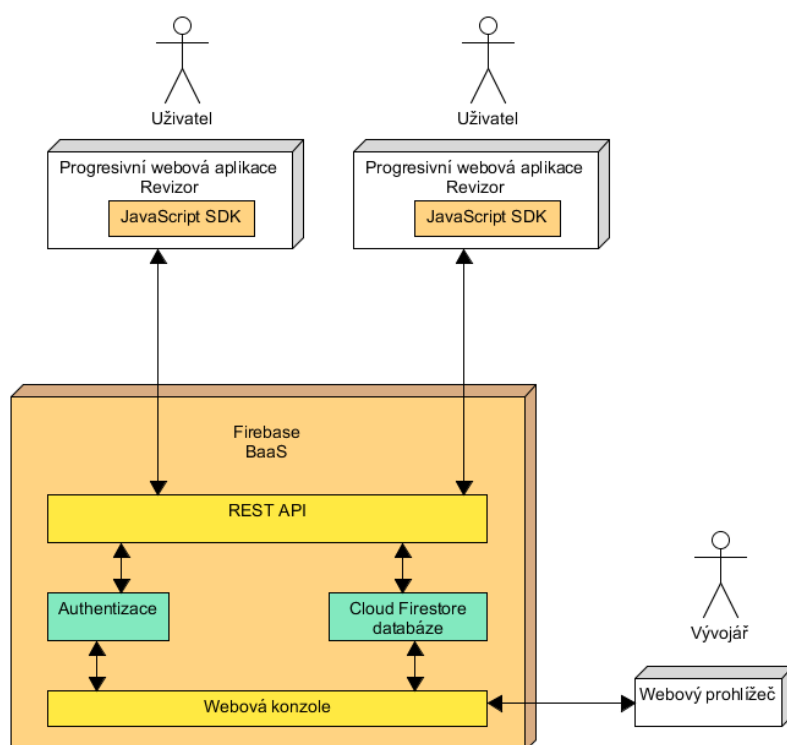 Uživatel
Uživatel
Progresivní webová aplikace
Revizor
JavaScript SDK
Progresivní webová aplikace
Revizor
JavaScript SDK
Firebase
BaaS
REST API
Authentizace
Cloud Firestore
databáze
Vývojář
Webová konzole
Webový prohlížeč